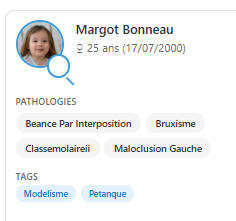 Margot Bonneau
25 ans (17/07/2000)
PATHOLOGIES
Beance Par Interposition Bruxisme
Classemolaireii Maloclusion Gauche
TAGS
Modelisme Petanque